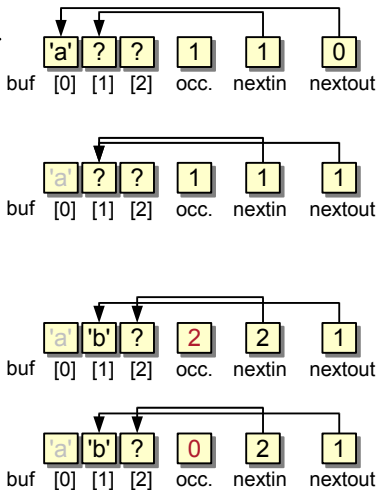 'a' ? ? 1 1 0
buf [0] [1] [2] occ. nextin nextout
'a' ? ? 1 1 1
buf [0] [1] [2] occ. nextin nextout
'a' 'b' ? 2 2 1
buf [0] [1] [2] occ. nextin nextout
'a' 'b' ? 0 2 1
buf [0] [1] [2] occ. nextin nextout